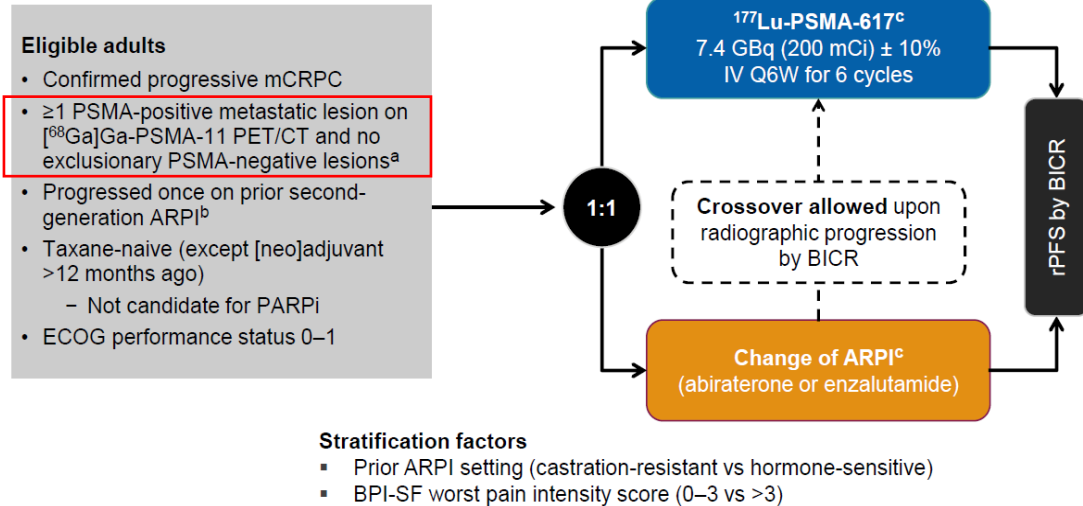 Eligible adults
• Confirmed progressive mCRPC
• ≥1 PSMA-positive metastatic lesion on
[⁶⁸Ga]Ga-PSMA-11 PET/CT and no
exclusionary PSMA-negative lesionsᵃ
• Progressed once on prior second-
generation ARPIᵇ
• Taxane-naive (except [neo]adjuvant
>12 months ago)
− Not candidate for PARPi
• ECOG performance status 0–1
1:1
¹⁷⁷Lu-PSMA-617ᶜ
7.4 GBq (200 mCi) ± 10%
IV Q6W for 6 cycles
Crossover allowed upon
radiographic progression
by BICR
Change of ARPIᶜ
(abiraterone or enzalutamide)
rPFS by BICR
Stratification factors
▪ Prior ARPI setting (castration-resistant vs hormone-sensitive)
▪ BPI-SF worst pain intensity score (0–3 vs >3)